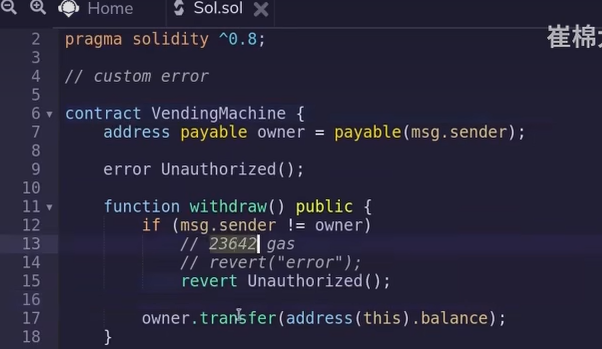 Home
Sol.sol
崔棉
2 pragma solidity ^0.8;
3
4 // custom error
5
6 contract VendingMachine {
7 address payable owner = payable(msg.sender);
8
9 error Unauthorized();
10
11 function withdraw() public {
12 if (msg.sender != owner)
13 // 23642 gas
14 // revert("error");
15 revert Unauthorized();
16
17 owner.transfer(address(this).balance);
18 }